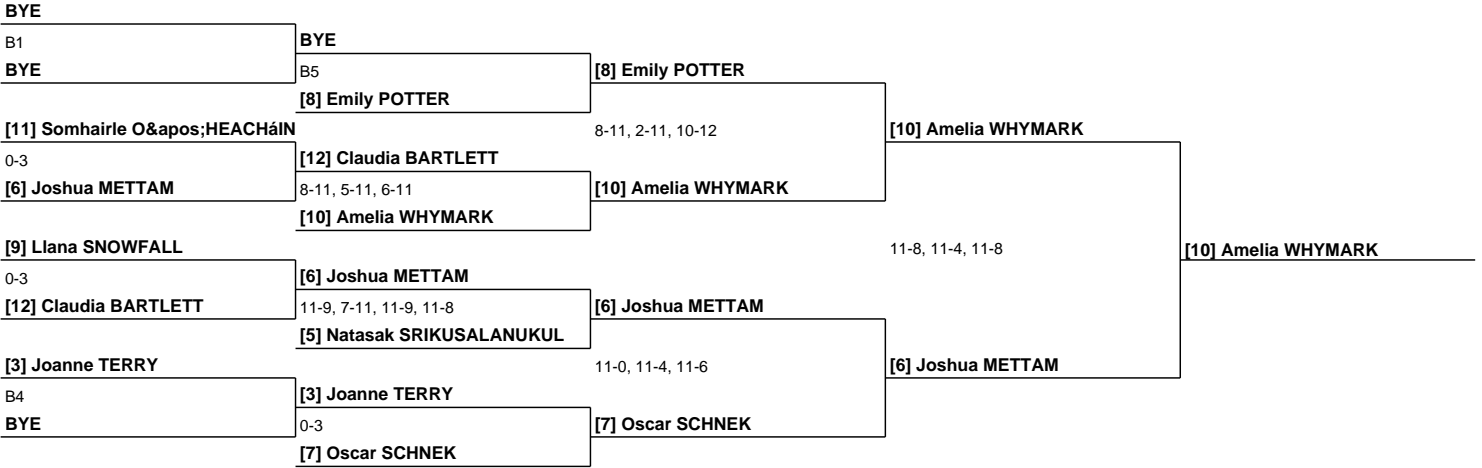 BYE
B1
BYE
BYE
B5
[8] Emily POTTER
[8] Emily POTTER
[11] Somhairle O&apos;HEACHáIN
8-11, 2-11, 10-12
[10] Amelia WHYMARK
0-3
[12] Claudia BARTLETT
[6] Joshua METTAM
8-11, 5-11, 6-11
[10] Amelia WHYMARK
[10] Amelia WHYMARK
[9] Llana SNOWFALL
11-8, 11-4, 11-8
[10] Amelia WHYMARK
0-3
[6] Joshua METTAM
[12] Claudia BARTLETT
11-9, 7-11, 11-9, 11-8
[6] Joshua METTAM
[5] Natasak SRIKUSALANUKUL
[3] Joanne TERRY
11-0, 11-4, 11-6
[6] Joshua METTAM
B4
[3] Joanne TERRY
BYE
0-3
[7] Oscar SCHNEK
[7] Oscar SCHNEK